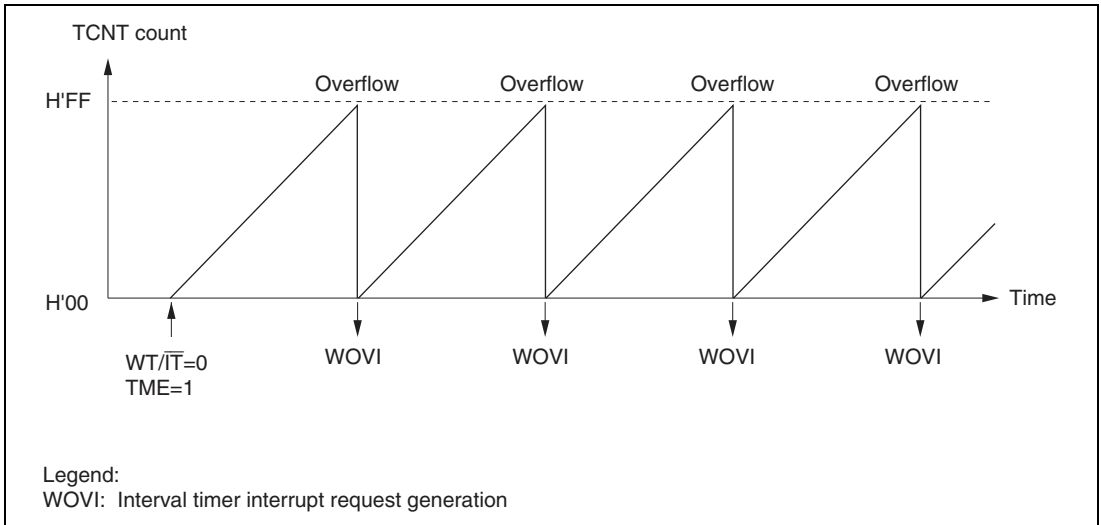 TCNT count
Overflow Overflow Overflow Overflow
H'FF
H'00
Time
WT/I̅T̅=0
TME=1
WOVI WOVI WOVI WOVI
Legend:
WOVI: Interval timer interrupt request generation